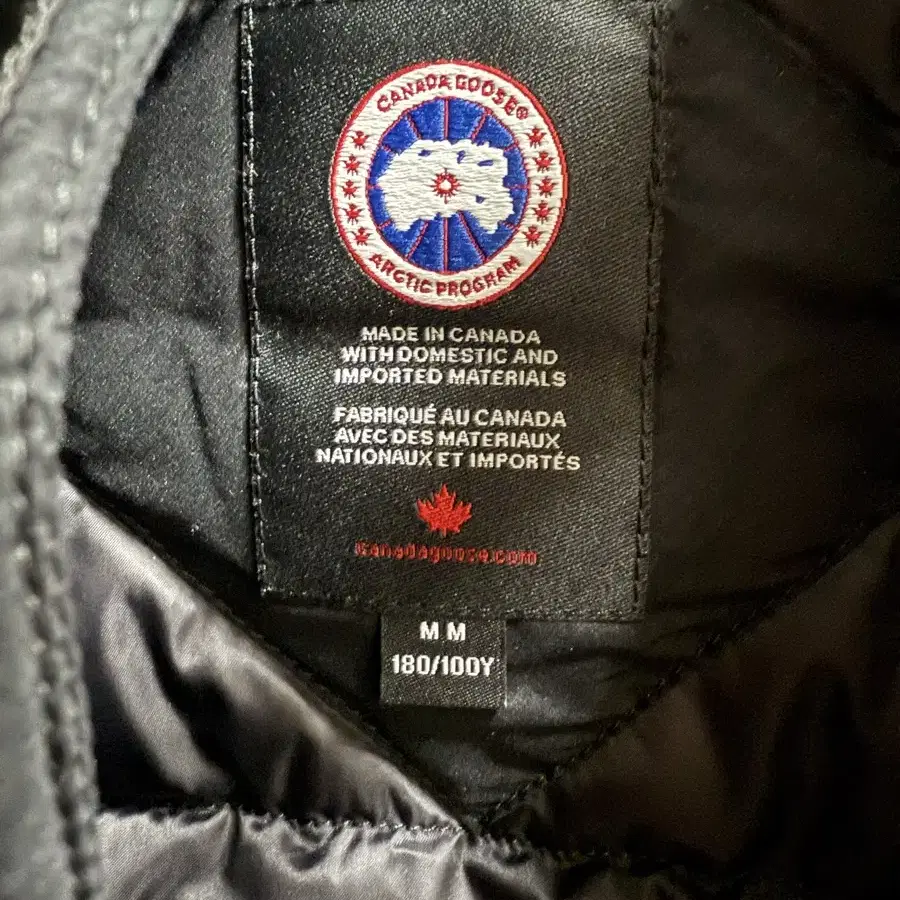 CANADA GOOSE®
ARCTIC PROGRAM
MADE IN CANADA
WITH DOMESTIC AND
IMPORTED MATERIALS
FABRIQUÉ AU CANADA
AVEC DES MATERIAUX
NATIONAUX ET IMPORTÉS
canadagoose.com
M M
180/100Y